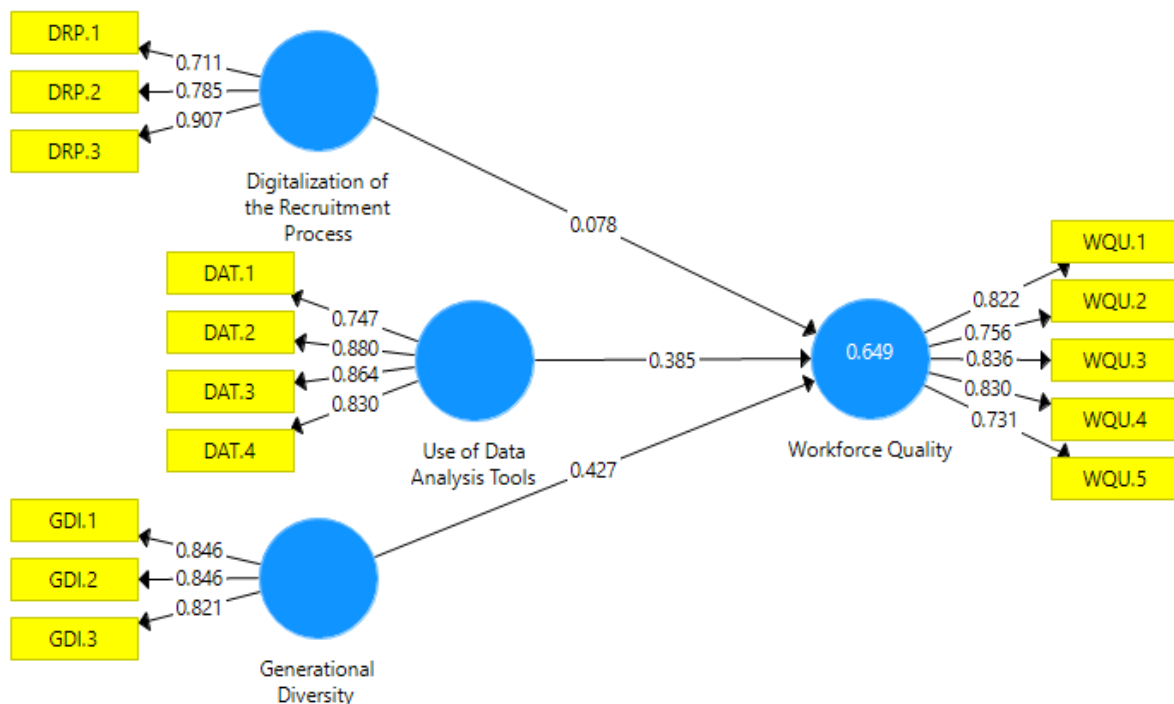 DRP.1
0.711
DRP.2
0.785
DRP.3
0.907
Digitalization of
the Recruitment
Process
0.078
DAT.1
0.747
DAT.2
0.880
DAT.3
0.864
DAT.4
0.830
Use of Data
Analysis Tools
0.385
GDI.1
0.846
GDI.2
0.846
GDI.3
0.821
Generational
Diversity
0.427
0.649
Workforce Quality
WQU.1
0.822
WQU.2
0.756
WQU.3
0.836
WQU.4
0.830
WQU.5
0.731